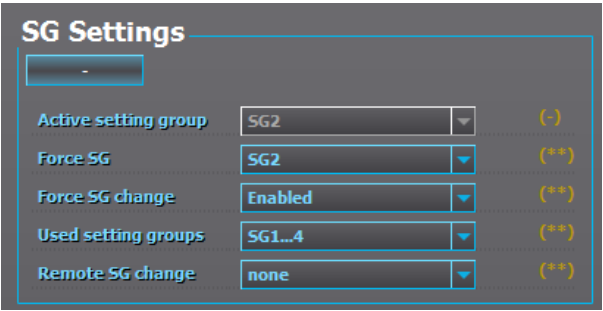 SG Settings
-
Active setting group SG2 (-)
Force SG SG2 (**)
Force SG change Enabled (**)
Used setting groups SG1...4 (**)
Remote SG change none (**)